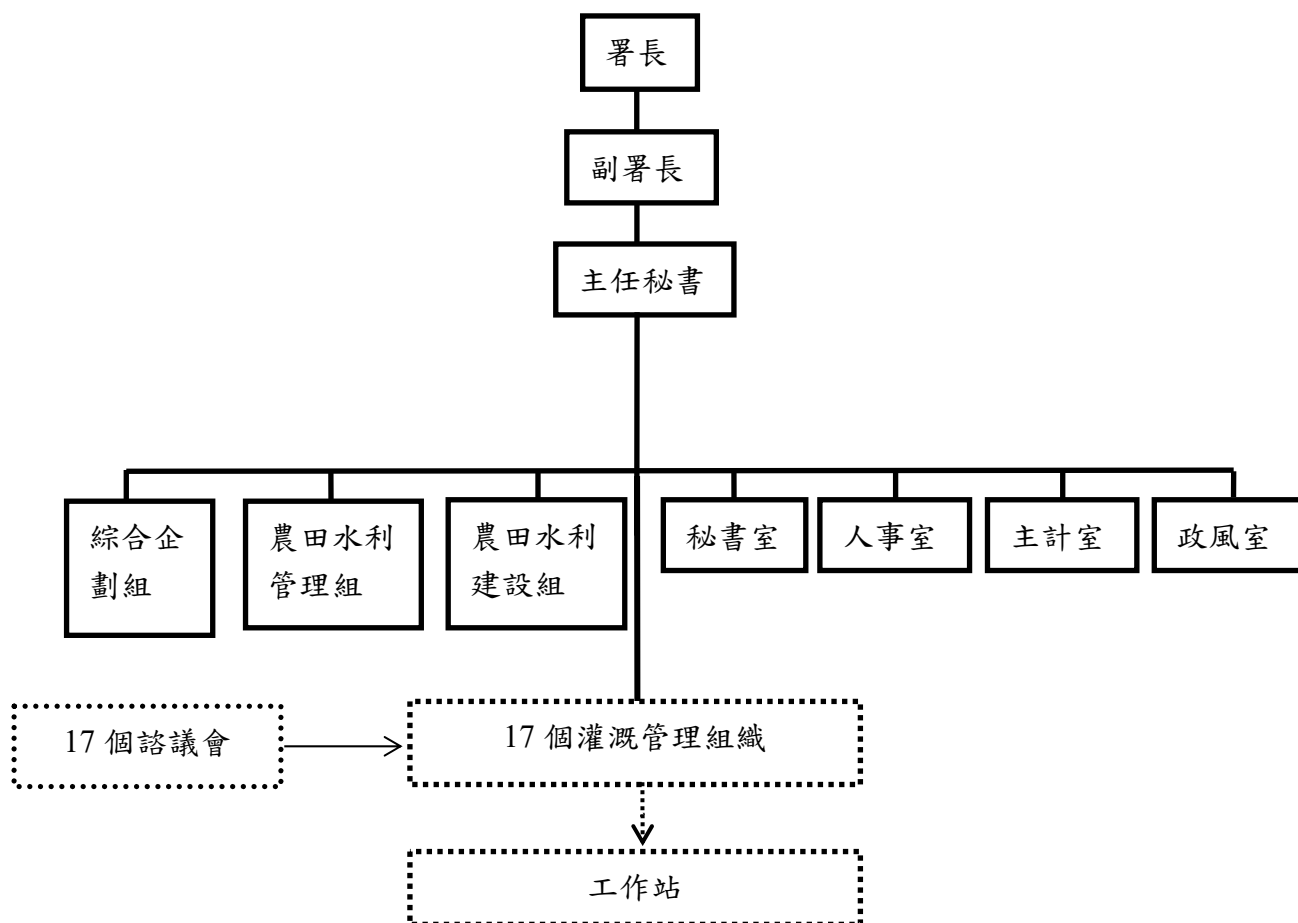 署長
副署長
主任秘書
綜合企
劃組
農田水利
管理組
農田水利
建設組
秘書室
人事室
主計室
政風室
17 個諮議會
17 個灌溉管理組織
工作站